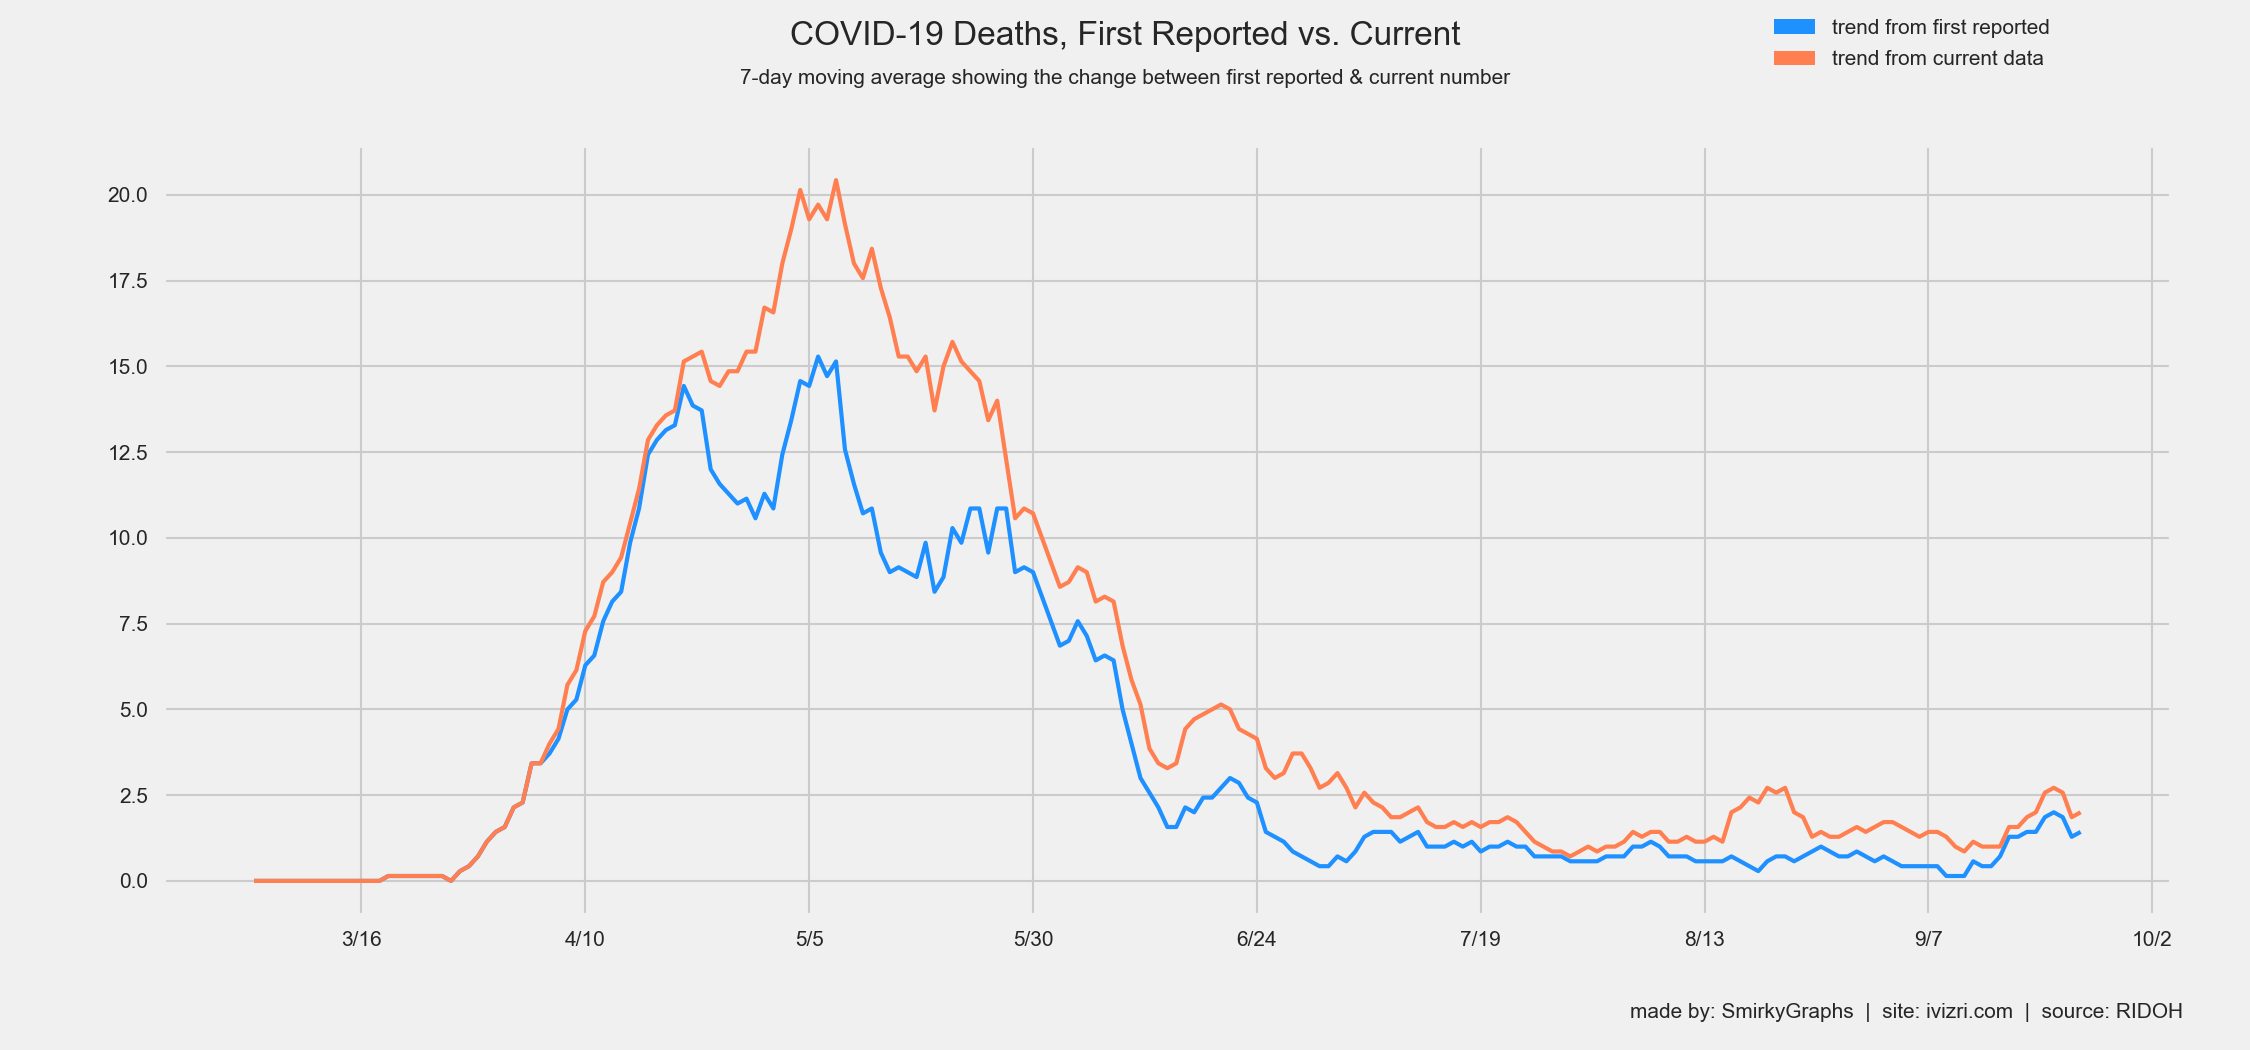 COVID-19 Deaths, First Reported vs. Current
7-day moving average showing the change between first reported & current number
trend from first reported
trend from current data
20.0
17.5
15.0
12.5
10.0
7.5
5.0
2.5
0.0
3/16 4/10 5/5 5/30 6/24 7/19 8/13 9/7 10/2
made by: SmirkyGraphs | site: ivizri.com | source: RIDOH